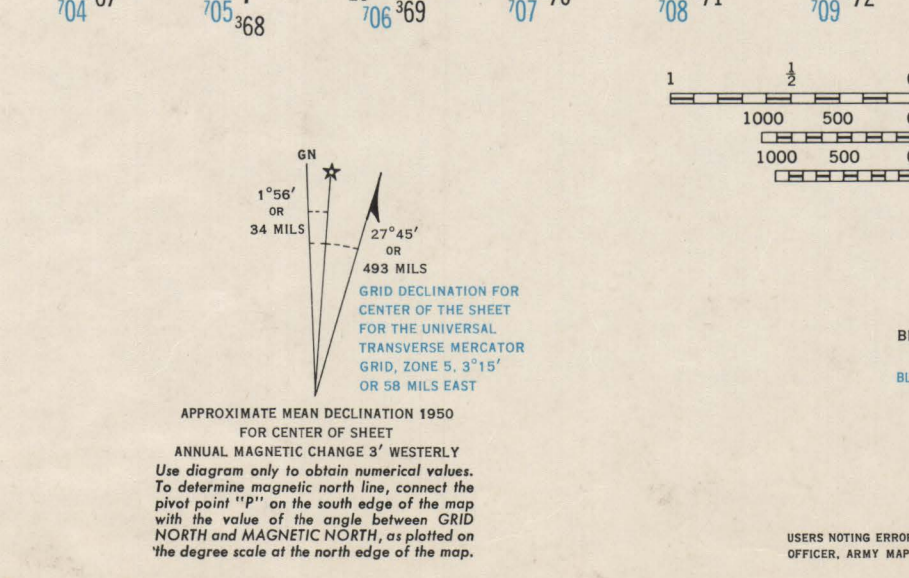 704 705 368 706 369 707 708 71 709 72
1 ½
1000 500
1000 500
GN
1°56′
OR
34 MILS
27°45′
OR
493 MILS
GRID DECLINATION FOR
CENTER OF THE SHEET
FOR THE UNIVERSAL
TRANSVERSE MERCATOR
GRID, ZONE 5, 3°15′
OR 58 MILS EAST
APPROXIMATE MEAN DECLINATION 1950
FOR CENTER OF SHEET
ANNUAL MAGNETIC CHANGE 3′ WESTERLY
Use diagram only to obtain numerical values.
To determine magnetic north line, connect the
pivot point "P" on the south edge of the map
with the value of the angle between GRID
NORTH and MAGNETIC NORTH, as plotted on
the degree scale at the north edge of the map.
USERS NOTING ERROR
OFFICER, ARMY MAP